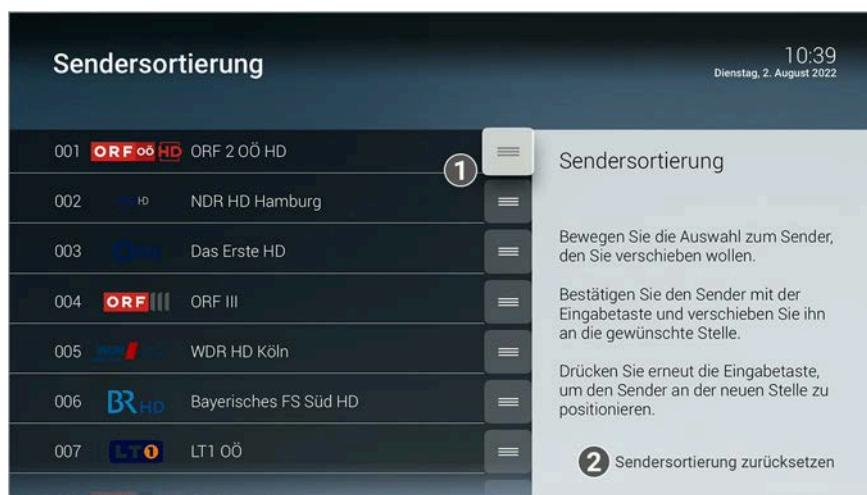 Sendersortierung
10:39
Dienstag, 2. August 2022
001 ORF oö HD ORF 2 OÖ HD
1
002 HD NDR HD Hamburg
003 Das Erste HD
004 ORF III ORF III
005 WDR HD Köln
006 BR HD Bayerisches FS Süd HD
007 LT1 LT1 OÖ
Sendersortierung
Bewegen Sie die Auswahl zum Sender,
den Sie verschieben wollen.
Bestätigen Sie den Sender mit der
Eingabetaste und verschieben Sie ihn
an die gewünschte Stelle.
Drücken Sie erneut die Eingabetaste,
um den Sender an der neuen Stelle zu
positionieren.
2 Sendersortierung zurücksetzen